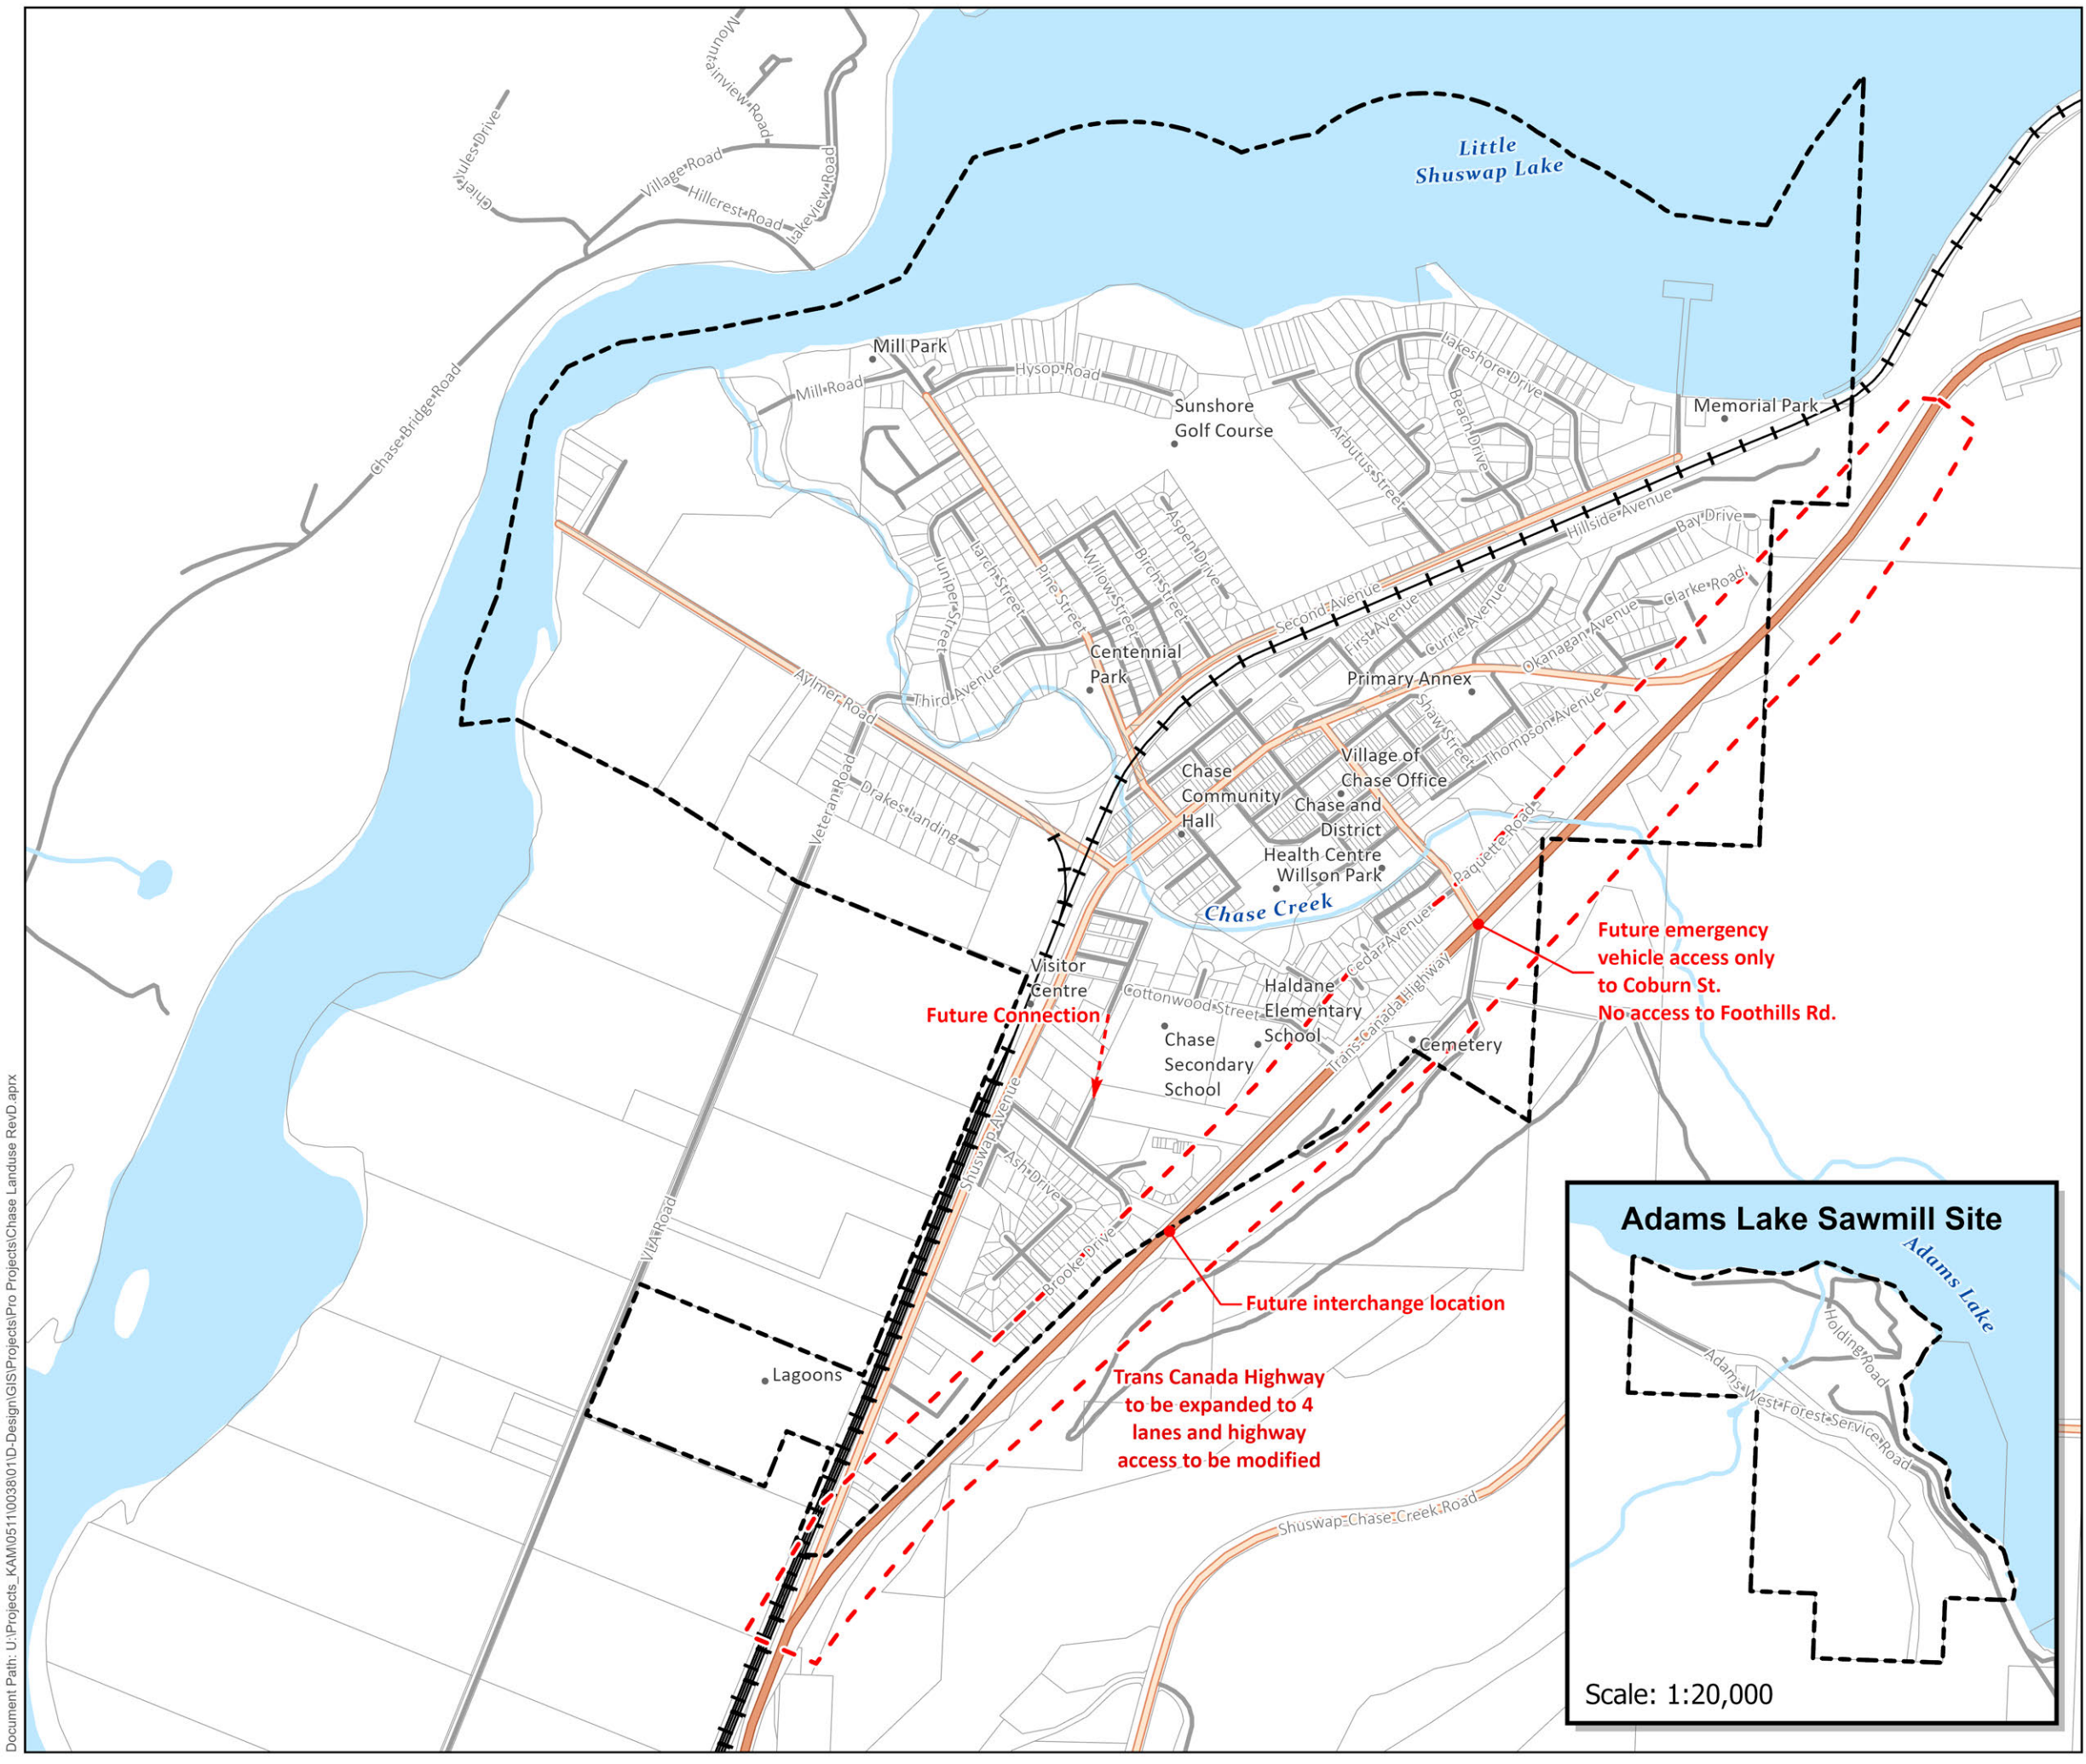 Mountainview Road
Chief Jules Drive
Village Road
Hillcrest Road
Lakeview Road
Little
Shuswap Lake
Chase Bridge Road
Mill Park
Mill Road
Hysop Road
Sunshore
Golf Course
Lakeshore Drive
Beach Drive
Arbutus Street
Memorial Park
Hillside Avenue
Bay Drive
Clarke Road
Aspen Drive
Birch Street
Willow Street
Pine Street
Larch Street
Juniper Street
Second Avenue
First Avenue
Currie Avenue
Okanagan Avenue
Centennial
Park
Third Avenue
Aylmer Road
Primary Annex
Shaw Street
Thompson Avenue
Village of
Chase Office
Chase
Community
Hall
Chase and
District
Health Centre
Willson Park
Veteran Road
Drakes Landing
Paquette Road
Chase Creek
Cedar Avenue
Trans-Canada Highway
Visitor
Centre
Future Connection
Cottonwood Street
Haldane
Elementary
School
Chase
Secondary
School
Cemetery
Future emergency
vehicle access only
to Coburn St.
No access to Foothills Rd.
Shuswap Avenue
Ash Drive
Brooke Drive
VLA Road
Future interchange location
Lagoons
Trans Canada Highway
to be expanded to 4
lanes and highway
access to be modified
Shuswap Chase Creek Road
Adams Lake Sawmill Site
Adams Lake
Holding Road
Adams West Forest Service Road
Scale: 1:20,000
Document Path: U:\Projects_KAM\0511\0038\01\D-Design\GIS\Projects\Pro Projects\Chase Landuse RevD.aprx